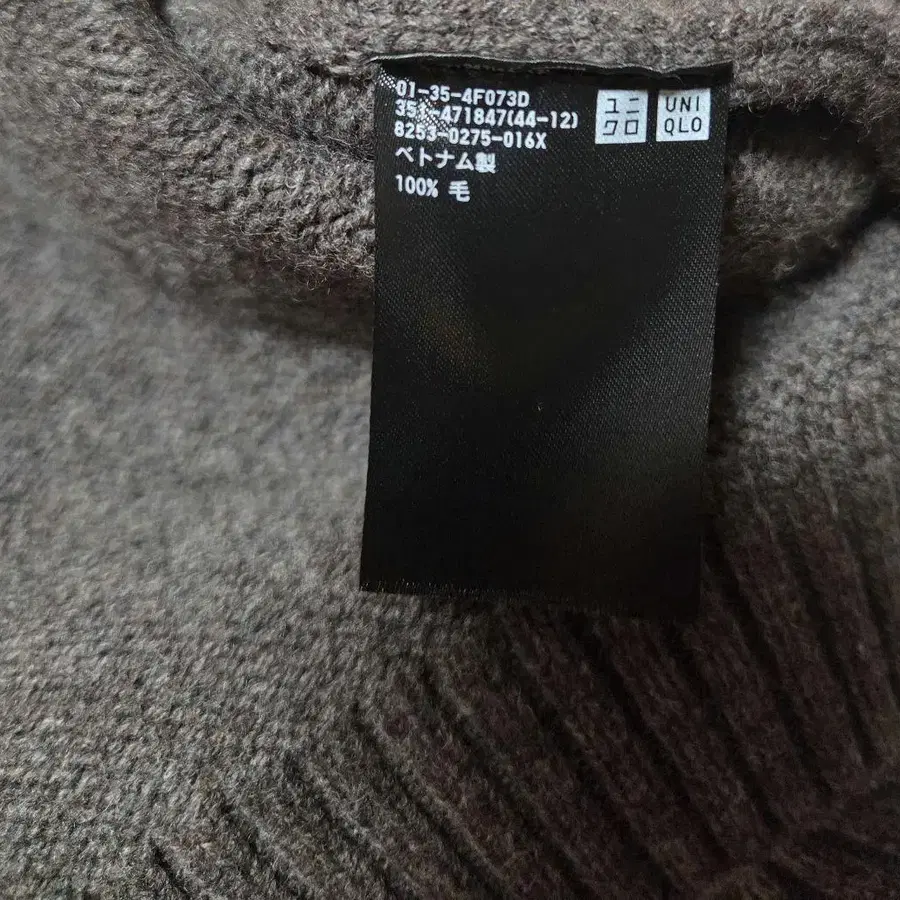 01-35-4F073D
351-471847(44-12)
8253-0275-016X
ベトナム製
100% 毛
ユニ
クロ
UNI
QLO